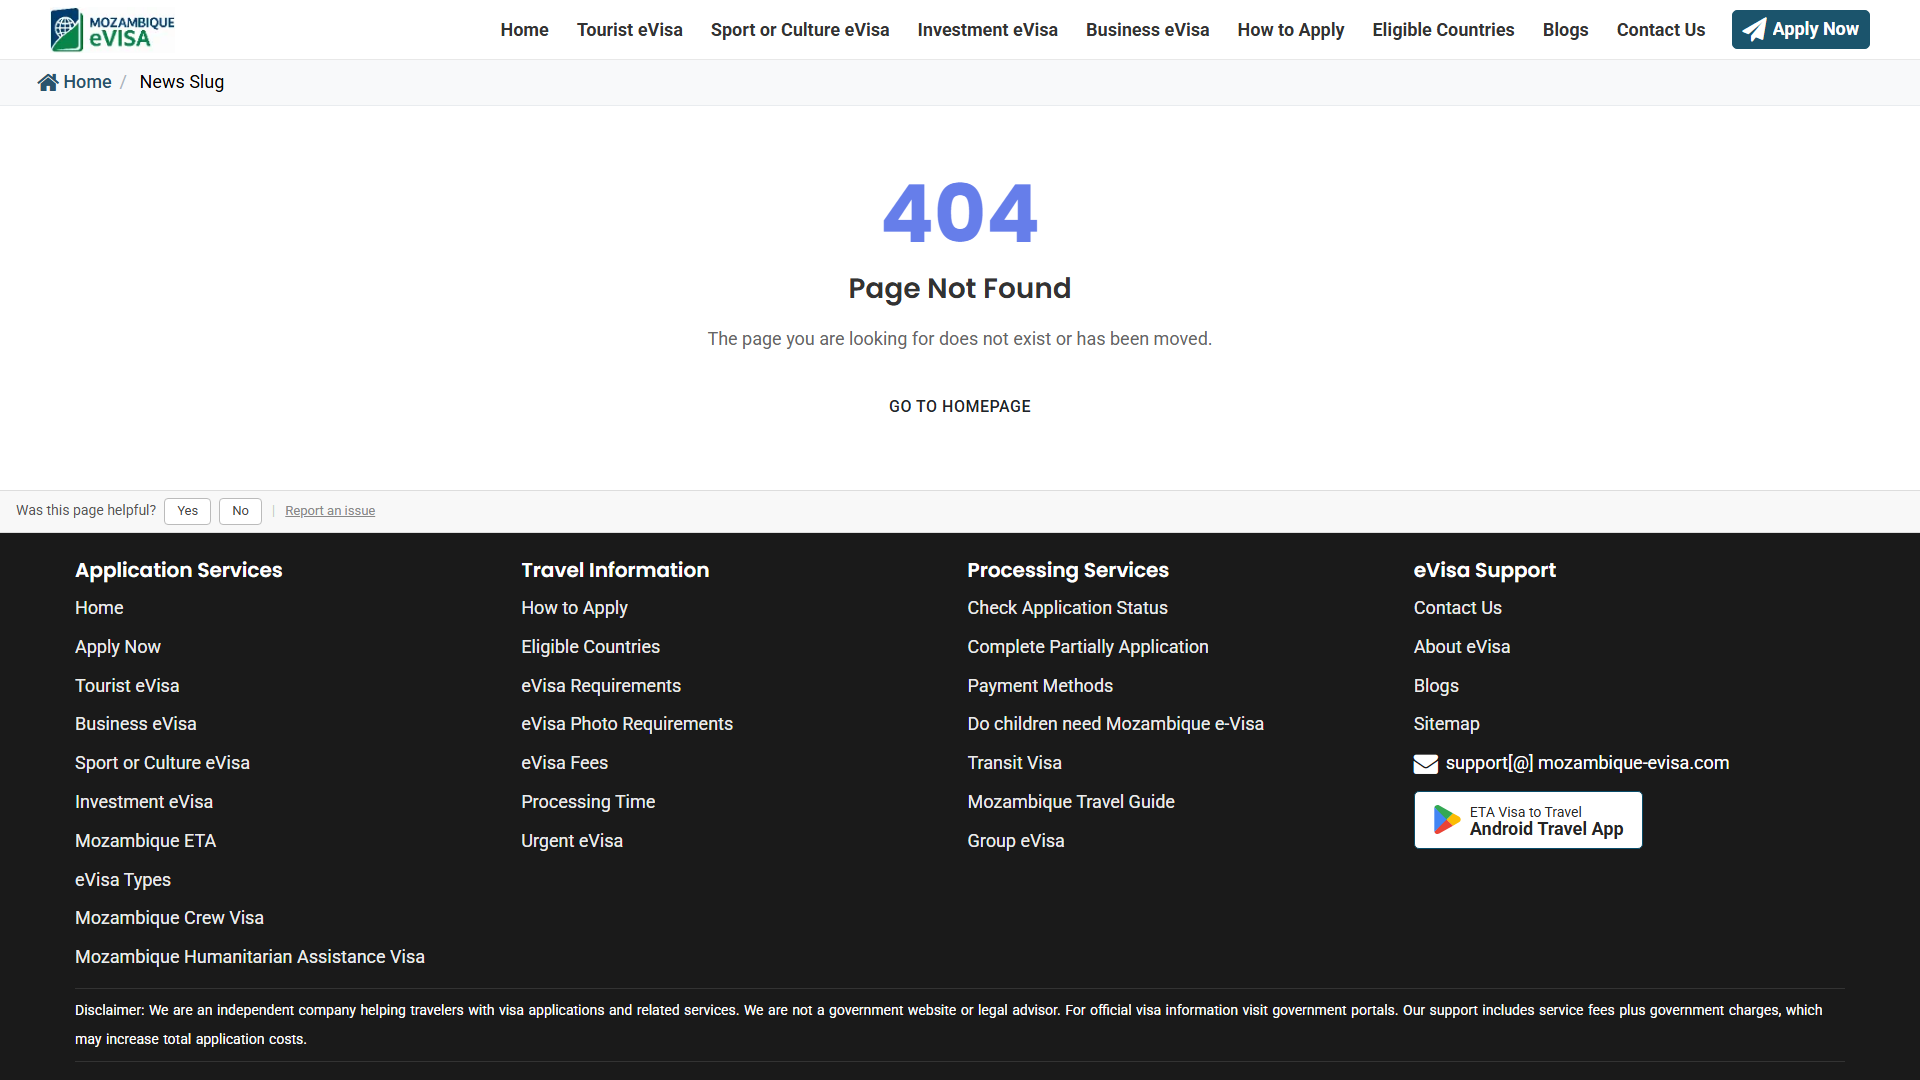 MOZAMBIQUE
eVISA
Home
Tourist eVisa
Sport or Culture eVisa
Investment eVisa
Business eVisa
How to Apply
Eligible Countries
Blogs
Contact Us
Apply Now
Home / News Slug
404
Page Not Found
The page you are looking for does not exist or has been moved.
GO TO HOMEPAGE
Was this page helpful? Yes No | Report an issue
Application Services
Home
Apply Now
Tourist eVisa
Business eVisa
Sport or Culture eVisa
Investment eVisa
Mozambique ETA
eVisa Types
Mozambique Crew Visa
Mozambique Humanitarian Assistance Visa
Travel Information
How to Apply
Eligible Countries
eVisa Requirements
eVisa Photo Requirements
eVisa Fees
Processing Time
Urgent eVisa
Processing Services
Check Application Status
Complete Partially Application
Payment Methods
Do children need Mozambique e-Visa
Transit Visa
Mozambique Travel Guide
Group eVisa
eVisa Support
Contact Us
About eVisa
Blogs
Sitemap
support[@] mozambique-evisa.com
ETA Visa to Travel
Android Travel App
Disclaimer: We are an independent company helping travelers with visa applications and related services. We are not a government website or legal advisor. For official visa information visit government portals. Our support includes service fees plus government charges, which
may increase total application costs.